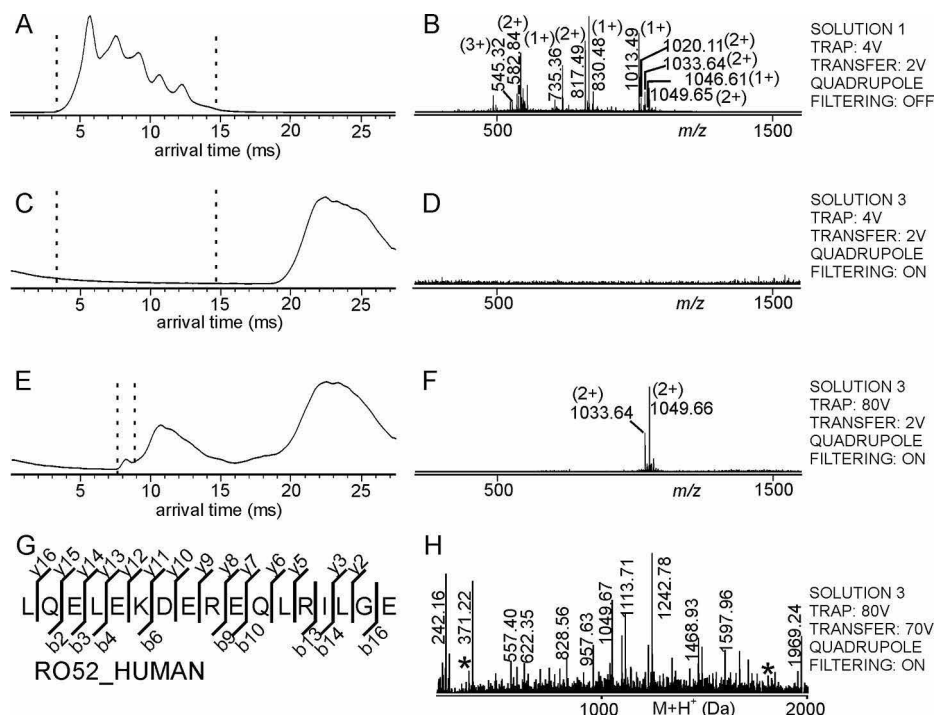 A
5 10 15 20 25
arrival time (ms)
B
(3+)
545.32
582.84
(2+)
(1+)
735.36
(2+)
817.49
830.48
(1+)
1013.49
(1+)
1020.11 (2+)
1033.64 (2+)
1046.61 (1+)
1049.65 (2+)
500 m/z 1500
SOLUTION 1
TRAP: 4V
TRANSFER: 2V
QUADRUPOLE
FILTERING: OFF
C
5 10 15 20 25
arrival time (ms)
D
500 m/z 1500
SOLUTION 3
TRAP: 4V
TRANSFER: 2V
QUADRUPOLE
FILTERING: ON
E
5 10 15 20 25
arrival time (ms)
F
(2+)
1033.64
(2+)
1049.66
500 m/z 1500
SOLUTION 3
TRAP: 80V
TRANSFER: 2V
QUADRUPOLE
FILTERING: ON
G
y16 y15 y14 y13 y12 y11 y10 y9 y8 y7 y6 y5 y3 y2
L Q E L E K D E R E Q L R I L G E
b2 b3 b4 b6 b9 b10 b13 b14 b16
RO52_HUMAN
H
242.16
*
371.22
557.40
622.35
828.56
957.63
1049.67
1113.71
1242.78
1468.93
1597.96
*
1969.24
1000 M+H+ (Da) 2000
SOLUTION 3
TRAP: 80V
TRANSFER: 70V
QUADRUPOLE
FILTERING: ON